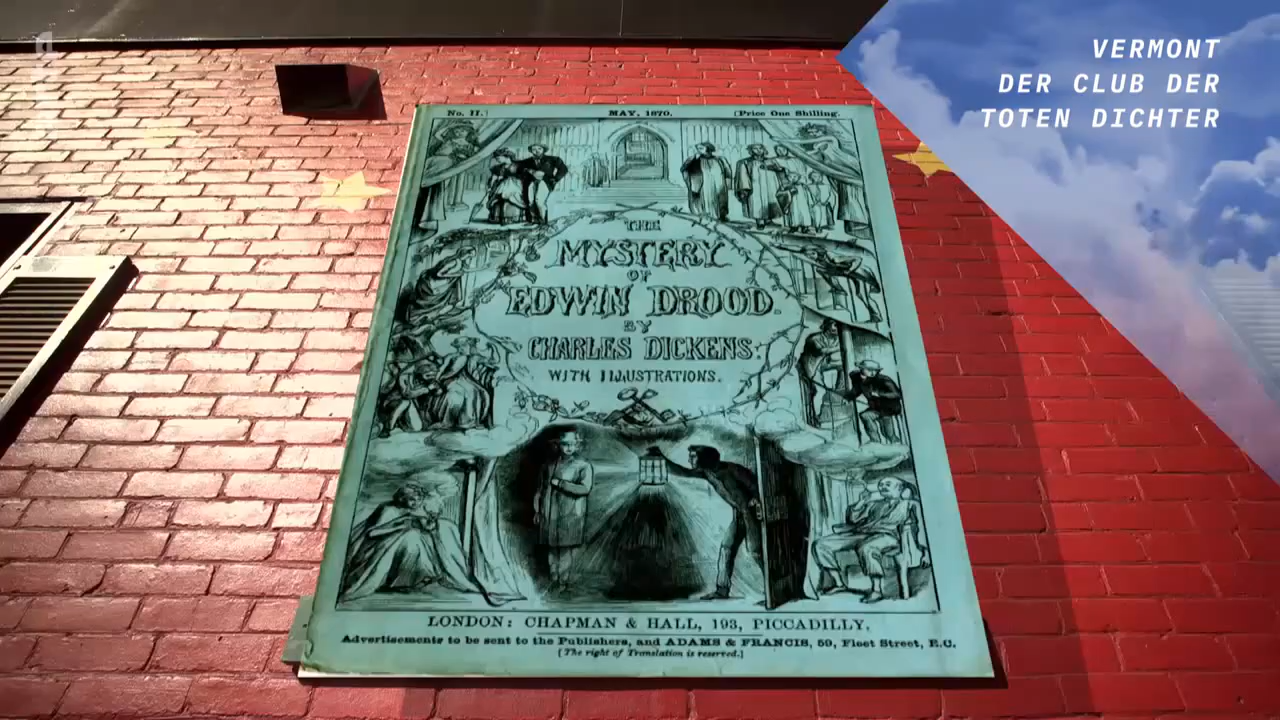 VERMONT
DER CLUB DER
TOTEN DICHTER
No. II.]
MAY, 1870.
[Price One Shilling.
THE
MYSTERY
OF
EDWIN DROOD.
BY
CHARLES DICKENS.
WITH ILLUSTRATIONS.
LONDON: CHAPMAN & HALL, 193, PICCADILLY.
Advertisements to be sent to the Publishers, and ADAMS & FRANCIS, 59, Fleet Street, E.C.
[The right of Translation is reserved.]